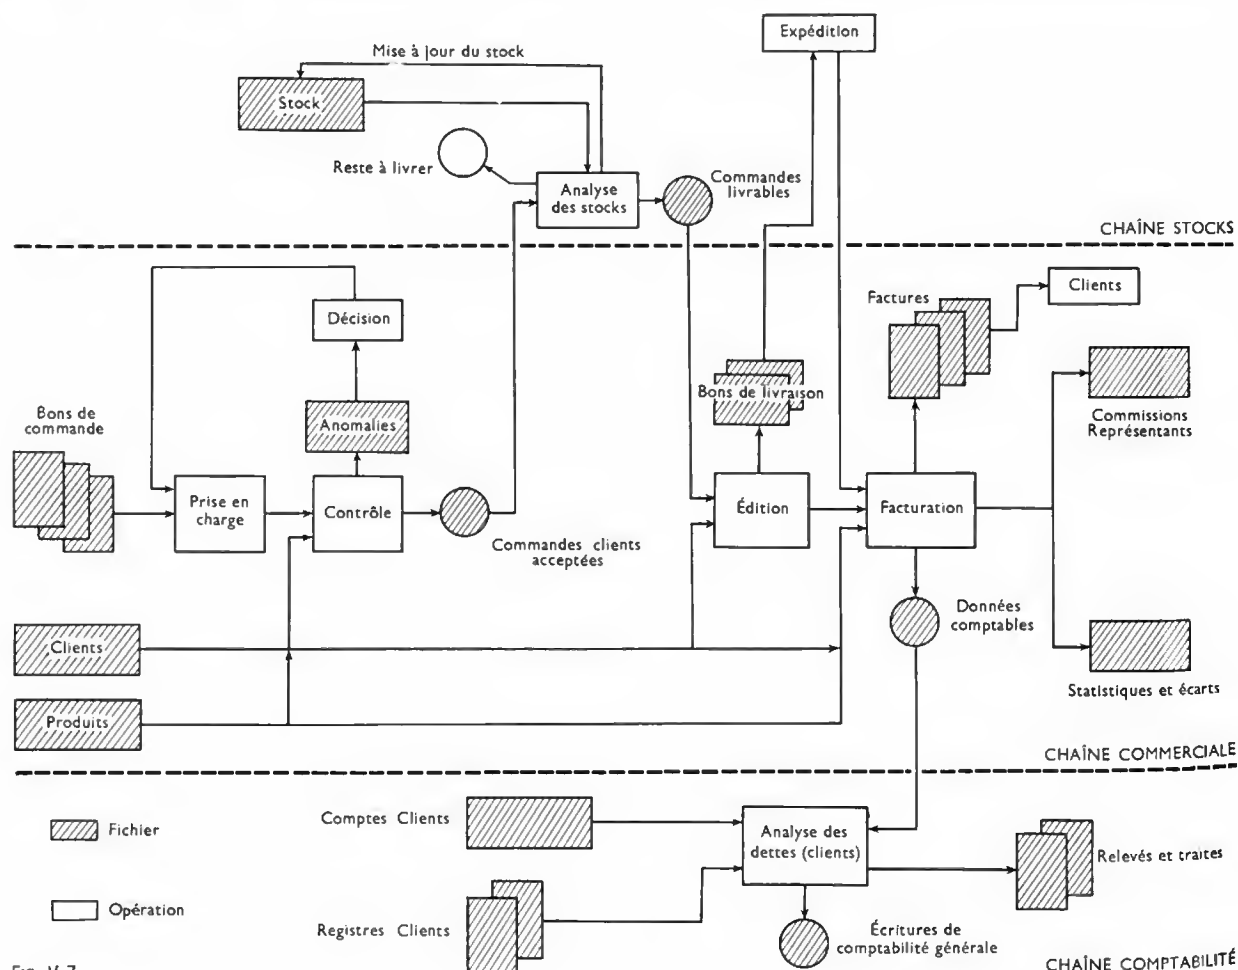 Expédition
Mise à jour du stock
Stock
Reste à livrer
Analyse
des stocks
Commandes
livrables
CHAÎNE STOCKS
Décision
Factures
Clients
Bons de
commande
Anomalies
Bons de livraison
Commissions
Représentants
Prise en
charge
Contrôle
Commandes clients
acceptées
Édition
Facturation
Clients
Données
comptables
Produits
Statistiques et écarts
CHAÎNE COMMERCIALE
Fichier
Comptes Clients
Analyse des
dettes (clients)
Relevés et traites
Opération
Registres Clients
Écritures de
comptabilité générale
CHAÎNE COMPTABILITÉ